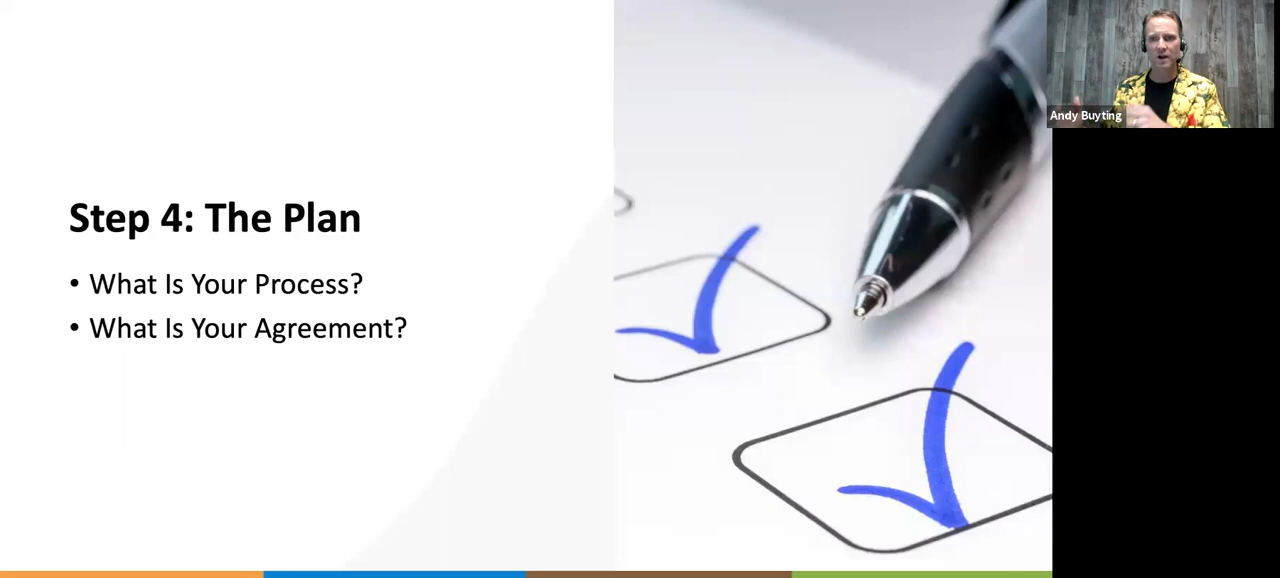 Step 4: The Plan
• What Is Your Process?
• What Is Your Agreement?
Andy Buyting